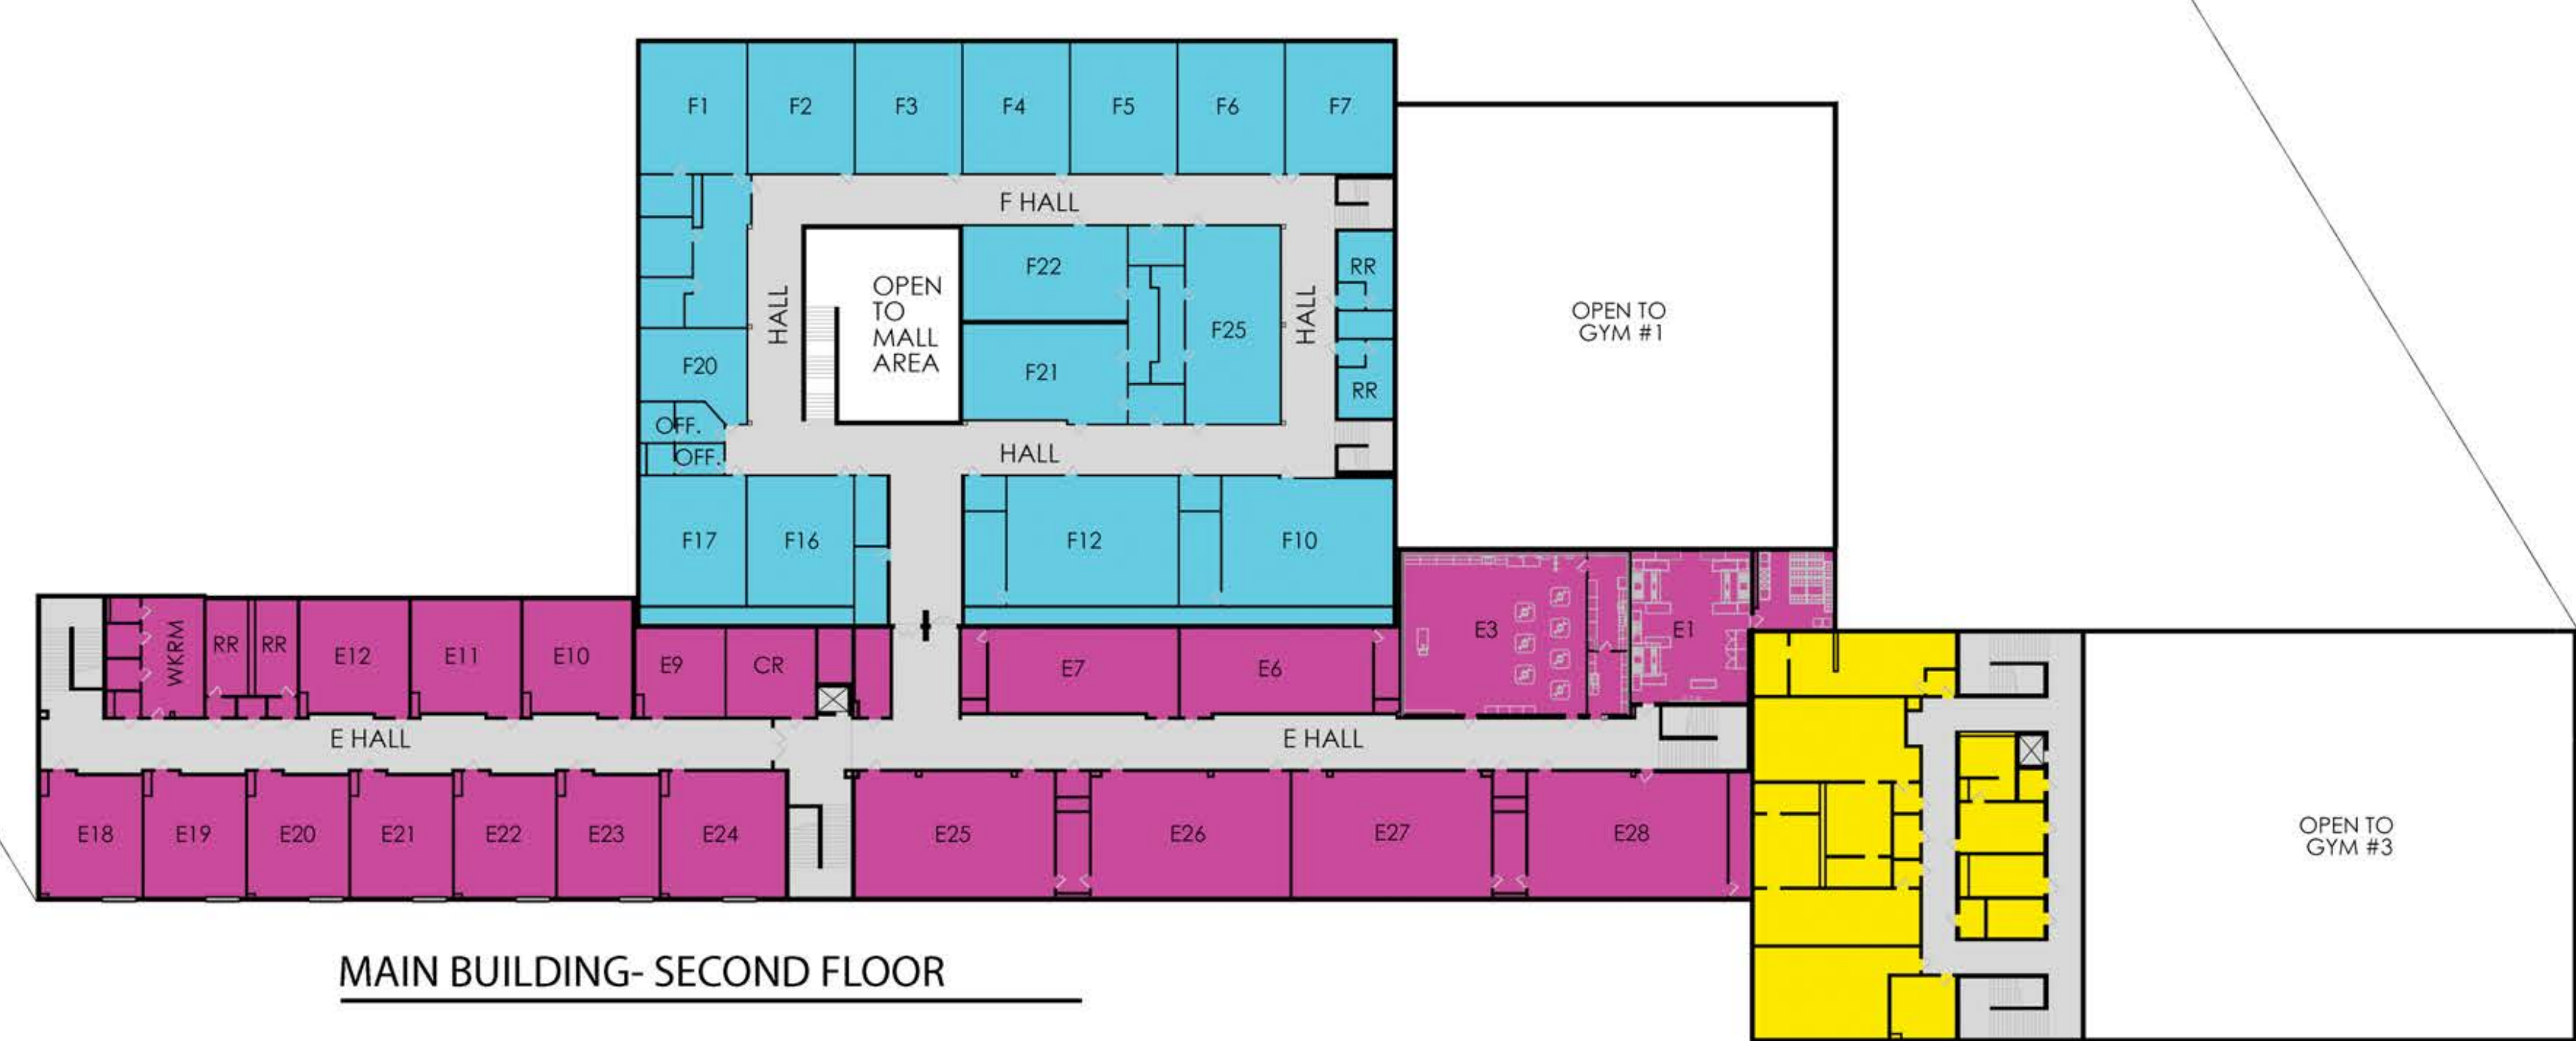 F1
F2
F3
F4
F5
F6
F7
F HALL
HALL
OPEN
TO
MALL
AREA
F22
F21
F25
HALL
RR
RR
OPEN TO
GYM #1
F20
OFF.
OFF.
HALL
F17
F16
F12
F10
WKRM
RR
RR
E12
E11
E10
E9
CR
E7
E6
E3
E1
E HALL
E HALL
E18
E19
E20
E21
E22
E23
E24
E25
E26
E27
E28
OPEN TO
GYM #3
MAIN BUILDING- SECOND FLOOR